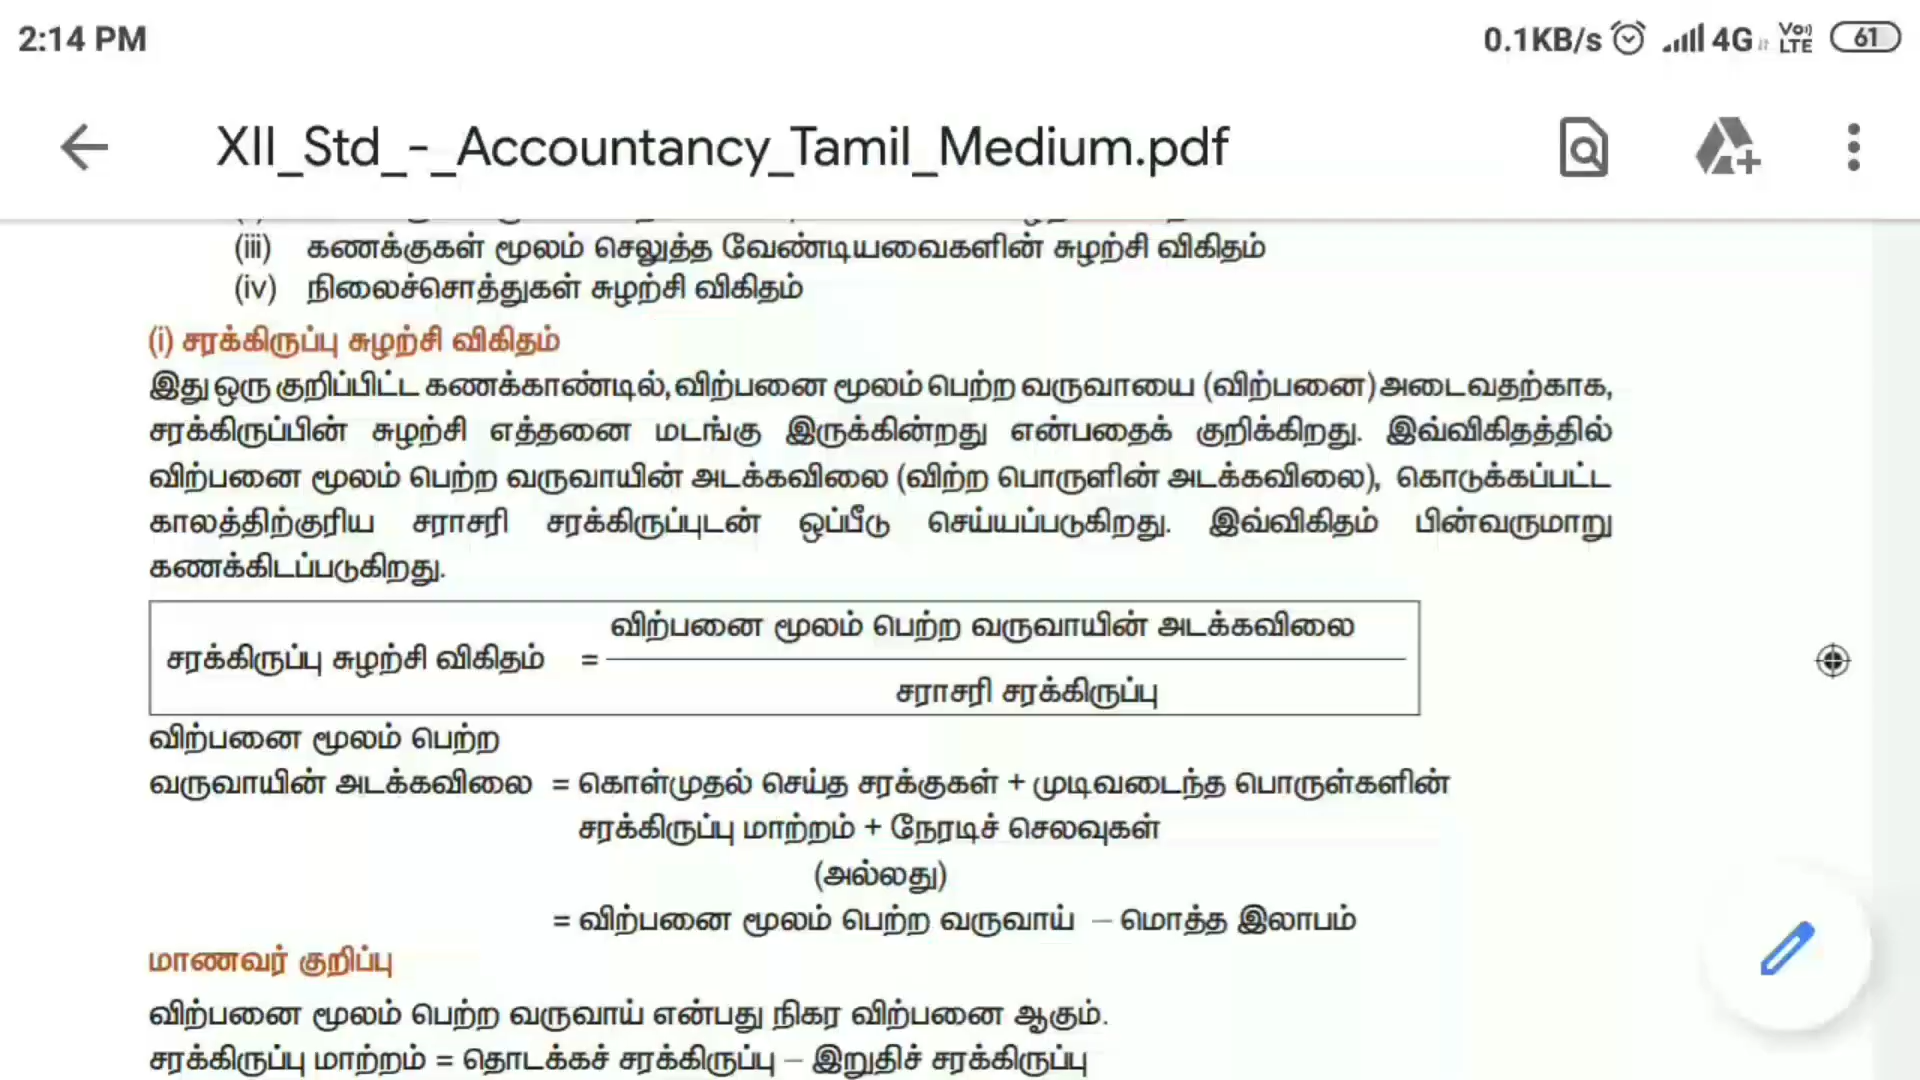 2:14 PM
0.1KB/s 4G VoLTE 61
XII_Std_-_Accountancy_Tamil_Medium.pdf
(iii) கணக்குகள் மூலம் செலுத்த வேண்டியவைகளின் சுழற்சி விகிதம்
(iv) நிலைச்சொத்துகள் சுழற்சி விகிதம்
(i) சரக்கிருப்பு சுழற்சி விகிதம்
இது ஒரு குறிப்பிட்ட கணக்காண்டில், விற்பனை மூலம் பெற்ற வருவாயை (விற்பனை) அடைவதற்காக,
சரக்கிருப்பின் சுழற்சி எத்தனை மடங்கு இருக்கின்றது என்பதைக் குறிக்கிறது. இவ்விகிதத்தில்
விற்பனை மூலம் பெற்ற வருவாயின் அடக்கவிலை (விற்ற பொருளின் அடக்கவிலை), கொடுக்கப்பட்ட
காலத்திற்குரிய சராசரி சரக்கிருப்புடன் ஒப்பீடு செய்யப்படுகிறது. இவ்விகிதம் பின்வருமாறு
கணக்கிடப்படுகிறது.
விற்பனை மூலம் பெற்ற வருவாயின் அடக்கவிலை
சரக்கிருப்பு சுழற்சி விகிதம் =
சராசரி சரக்கிருப்பு
விற்பனை மூலம் பெற்ற
வருவாயின் அடக்கவிலை = கொள்முதல் செய்த சரக்குகள் + முடிவடைந்த பொருள்களின்
சரக்கிருப்பு மாற்றம் + நேரடிச் செலவுகள்
(அல்லது)
= விற்பனை மூலம் பெற்ற வருவாய் – மொத்த இலாபம்
மாணவர் குறிப்பு
விற்பனை மூலம் பெற்ற வருவாய் என்பது நிகர விற்பனை ஆகும்.
சரக்கிருப்பு மாற்றம் = தொடக்கச் சரக்கிருப்பு – இறுதிச் சரக்கிருப்பு